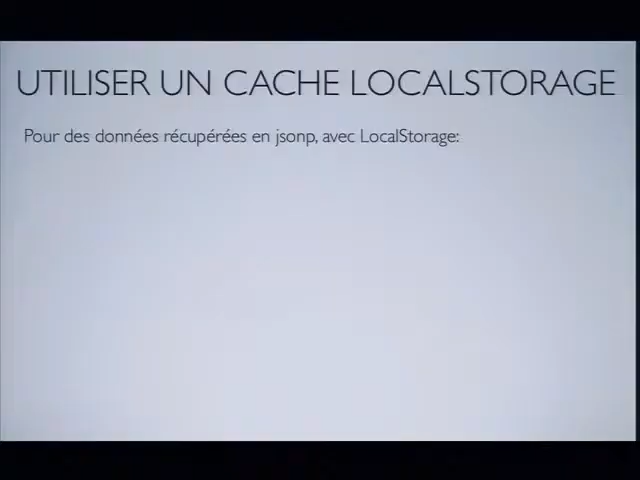 UTILISER UN CACHE LOCALSTORAGE
Pour des données récupérées en jsonp, avec LocalStorage: